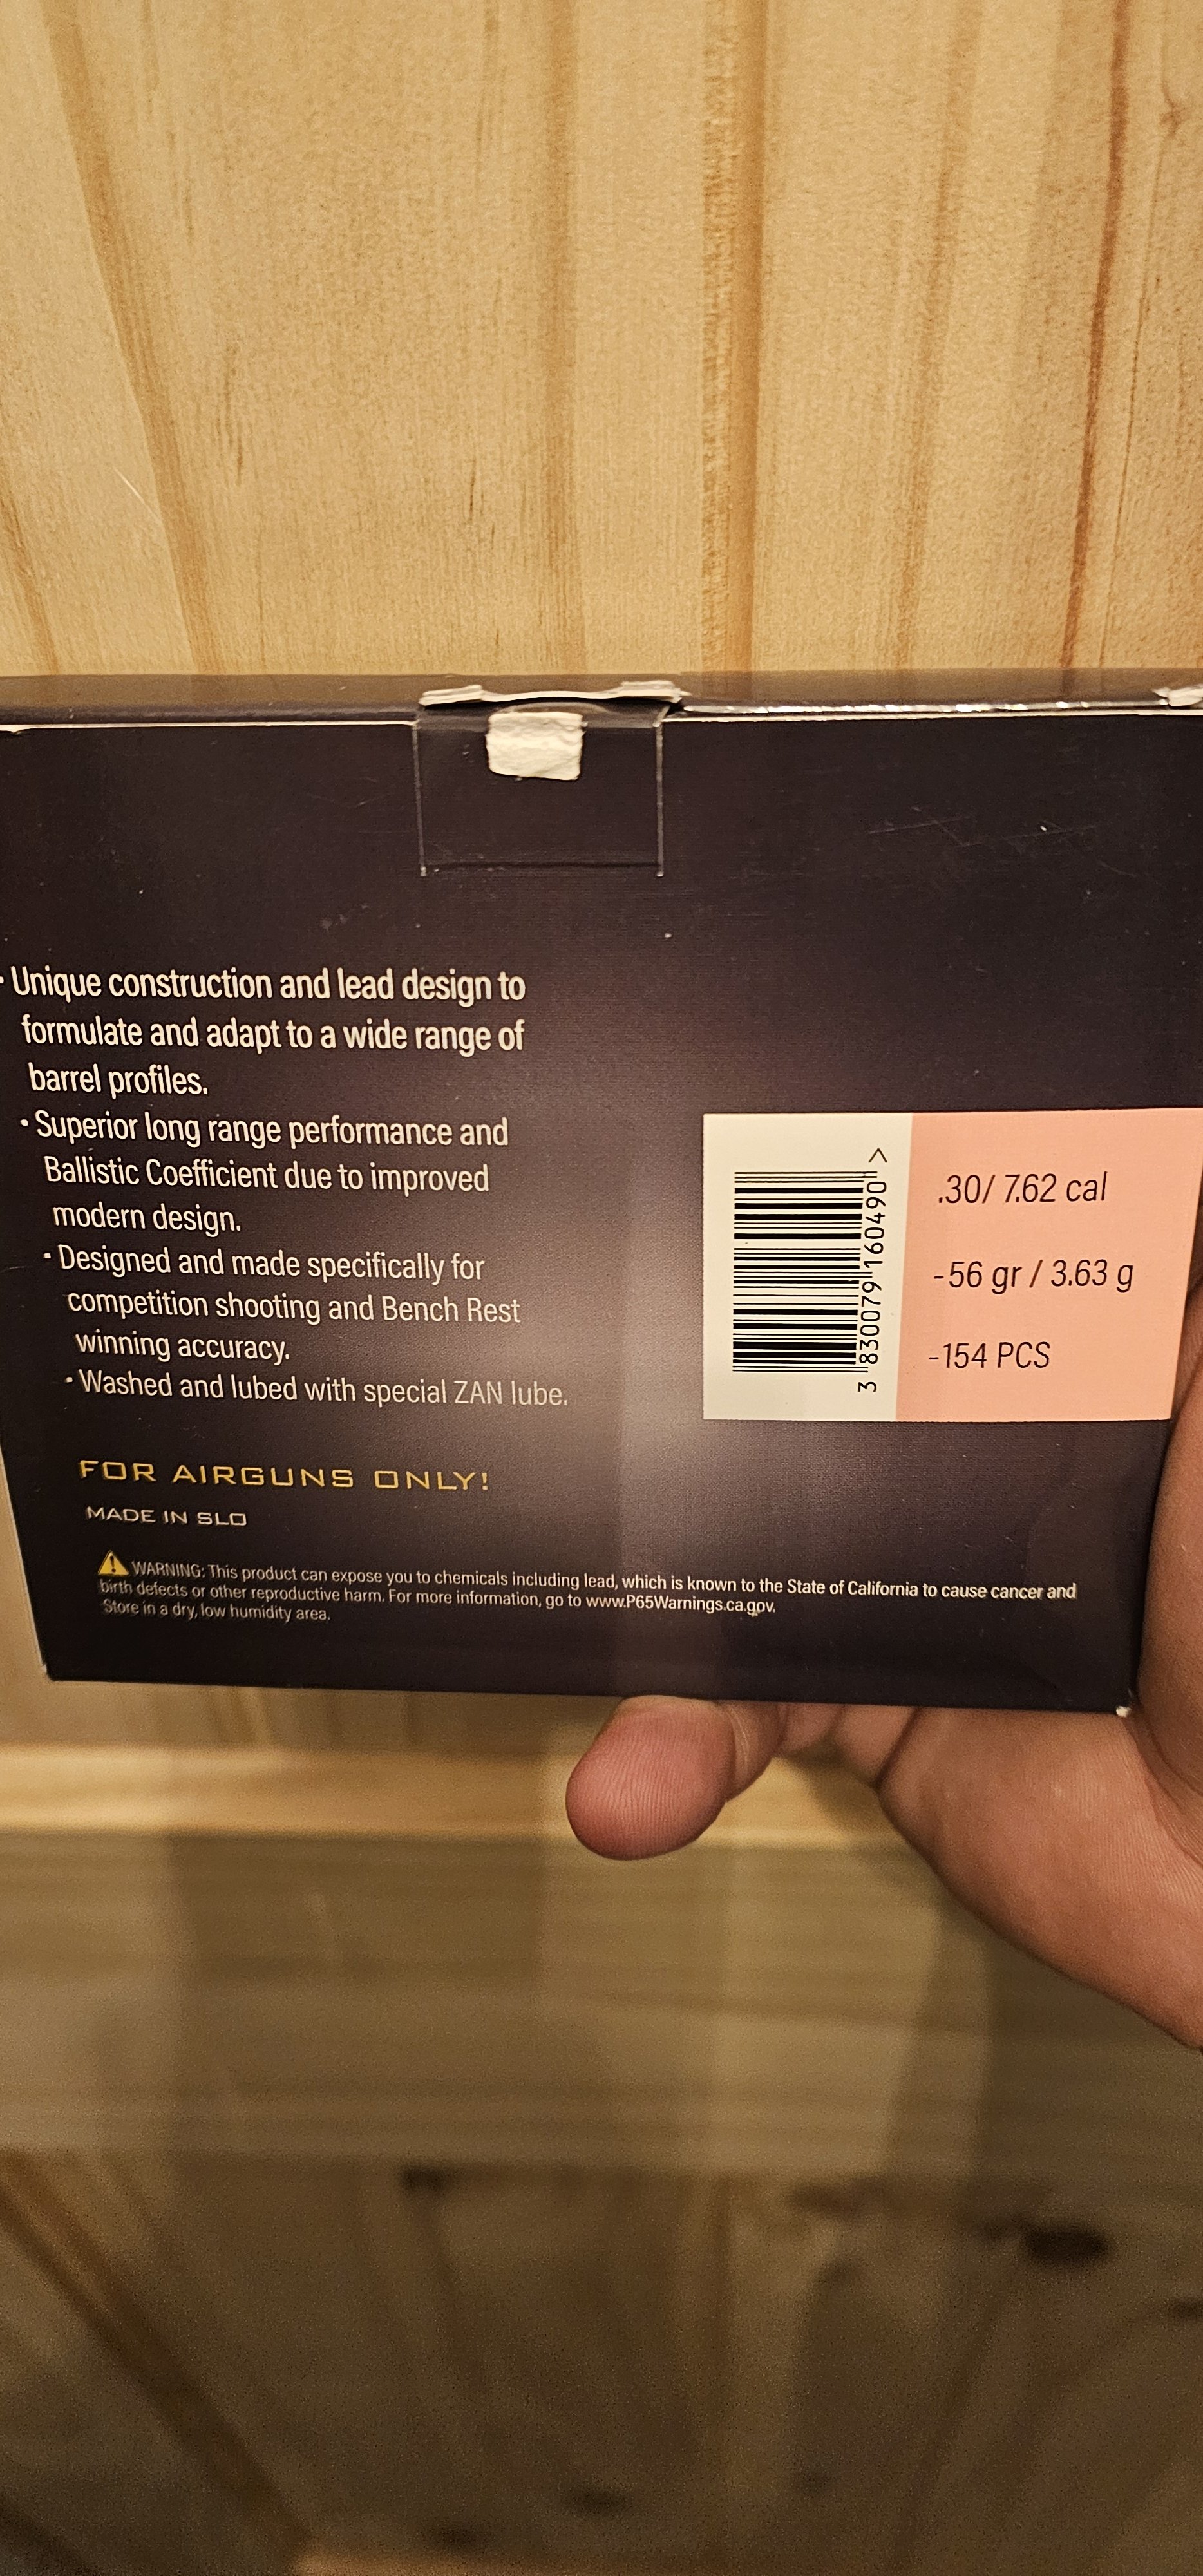 · Unique construction and lead design to
formulate and adapt to a wide range of
barrel profiles.
· Superior long range performance and
Ballistic Coefficient due to improved
modern design.
· Designed and made specifically for
competition shooting and Bench Rest
winning accuracy.
· Washed and lubed with special ZAN lube.
FOR AIRGUNS ONLY!
MADE IN SLO
WARNING: This product can expose you to chemicals including lead, which is known to the State of California to cause cancer and
birth defects or other reproductive harm. For more information, go to www.P65Warnings.ca.gov.
Store in a dry, low humidity area.
3 830079 160490 >
.30/ 7.62 cal
-56 gr / 3.63 g
-154 PCS